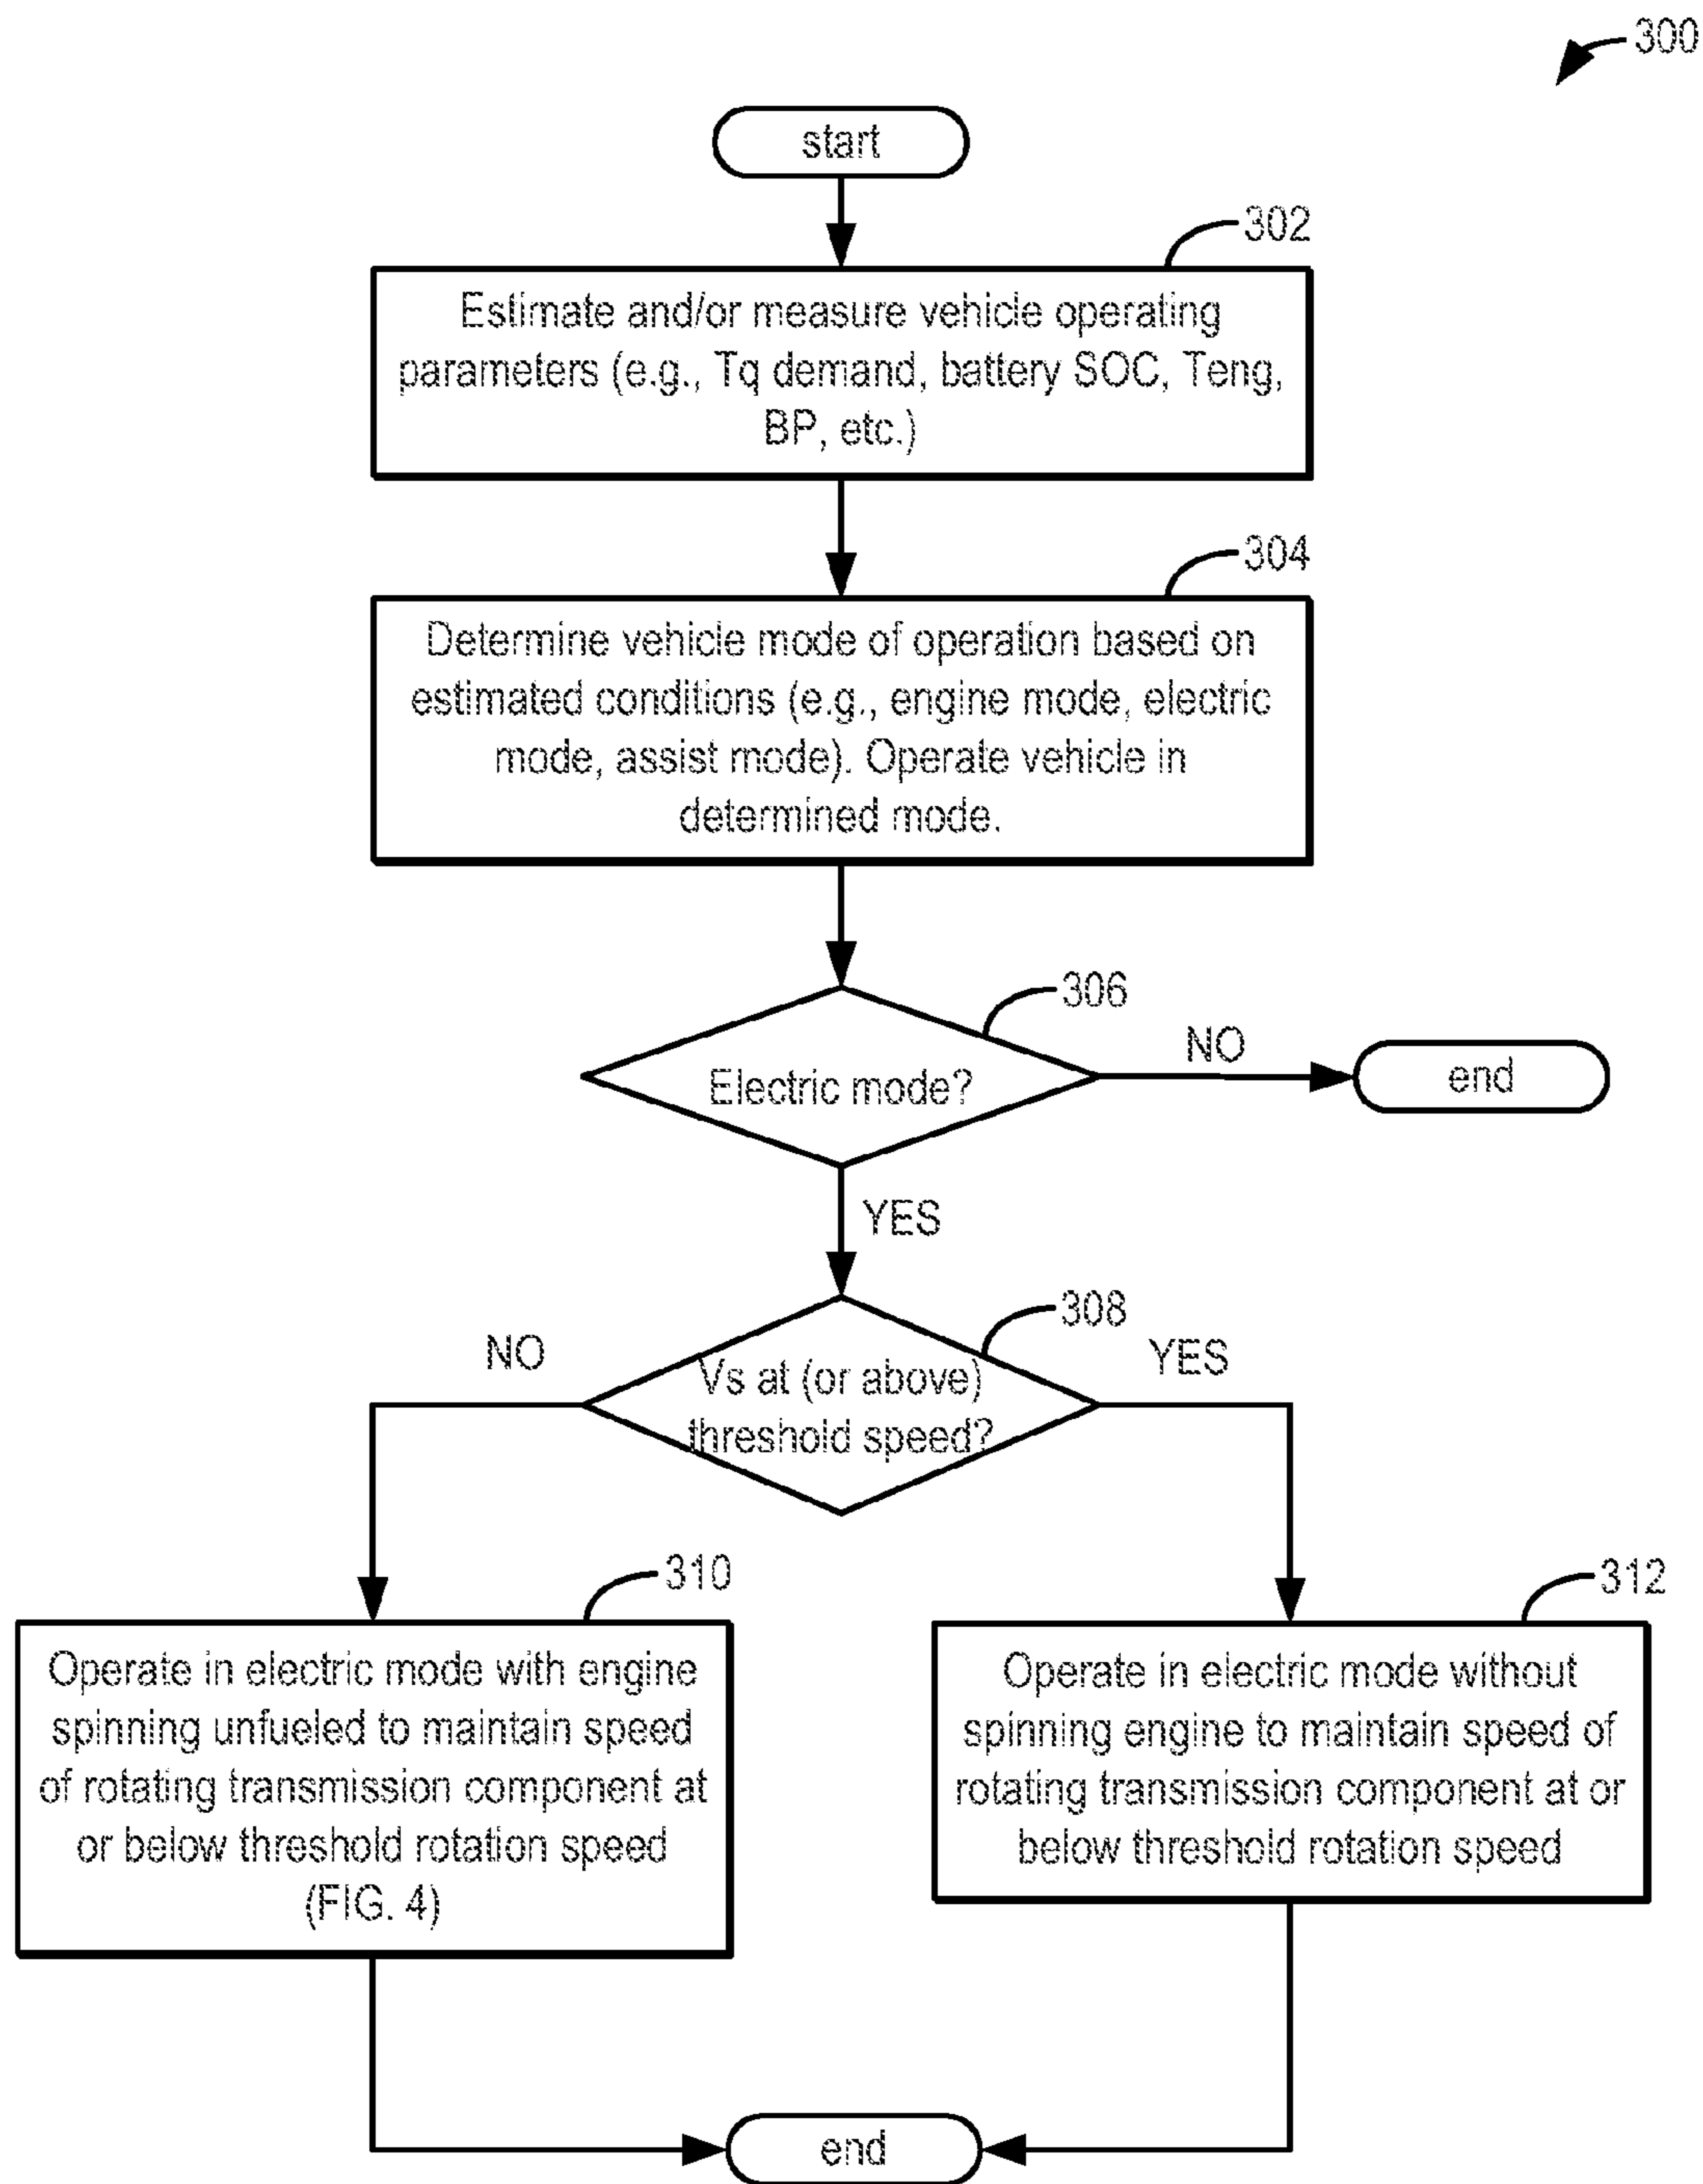 300
start
302
Estimate and/or measure vehicle operating
parameters (e.g., Tq demand, battery SOC, Teng,
BP, etc.)
304
Determine vehicle mode of operation based on
estimated conditions (e.g., engine mode, electric
mode, assist mode). Operate vehicle in
determined mode.
306
NO
end
Electric mode?
YES
308
NO
YES
Vs at (or above)
threshold speed?
310
312
Operate in electric mode with engine
spinning unfueled to maintain speed
of rotating transmission component at
or below threshold rotation speed
(FIG. 4)
Operate in electric mode without
spinning engine to maintain speed of
rotating transmission component at or
below threshold rotation speed
end